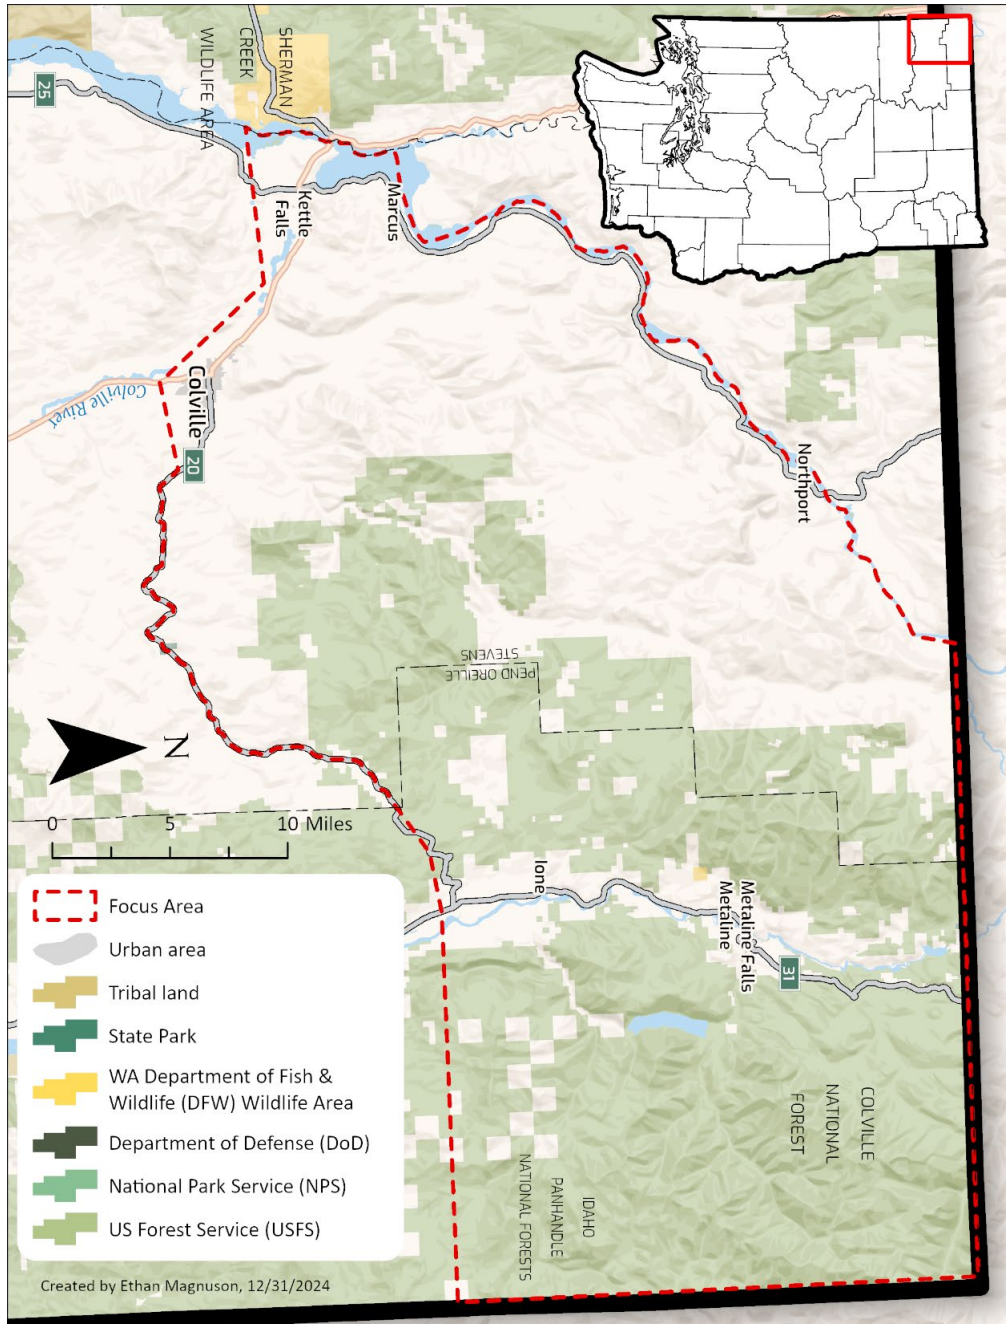 25
SHERMAN
CREEK
WILDLIFE AREA
Kettle
Falls
Marcus
Colville
Colville River
20
Northport
STEVENS
PEND OREILLE
N
0 5 10 Miles
Ione
Metaline Falls
Metaline
31
COLVILLE
NATIONAL
FOREST
IDAHO
PANHANDLE
NATIONAL FORESTS
Focus Area
Urban area
Tribal land
State Park
WA Department of Fish &
Wildlife (DFW) Wildlife Area
Department of Defense (DoD)
National Park Service (NPS)
US Forest Service (USFS)
Created by Ethan Magnuson, 12/31/2024